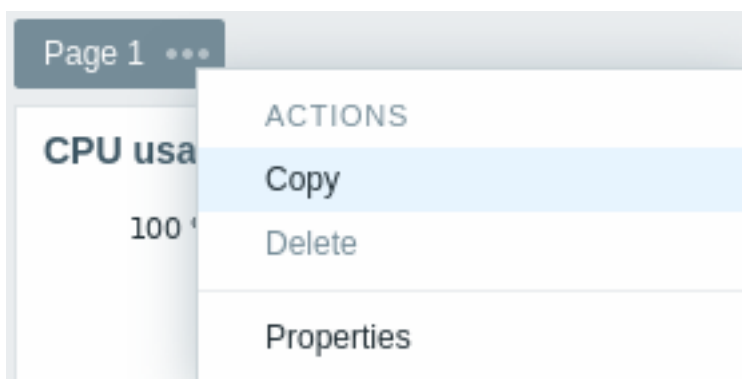 Page 1
ACTIONS
CPU usa
Copy
100
Delete
Properties